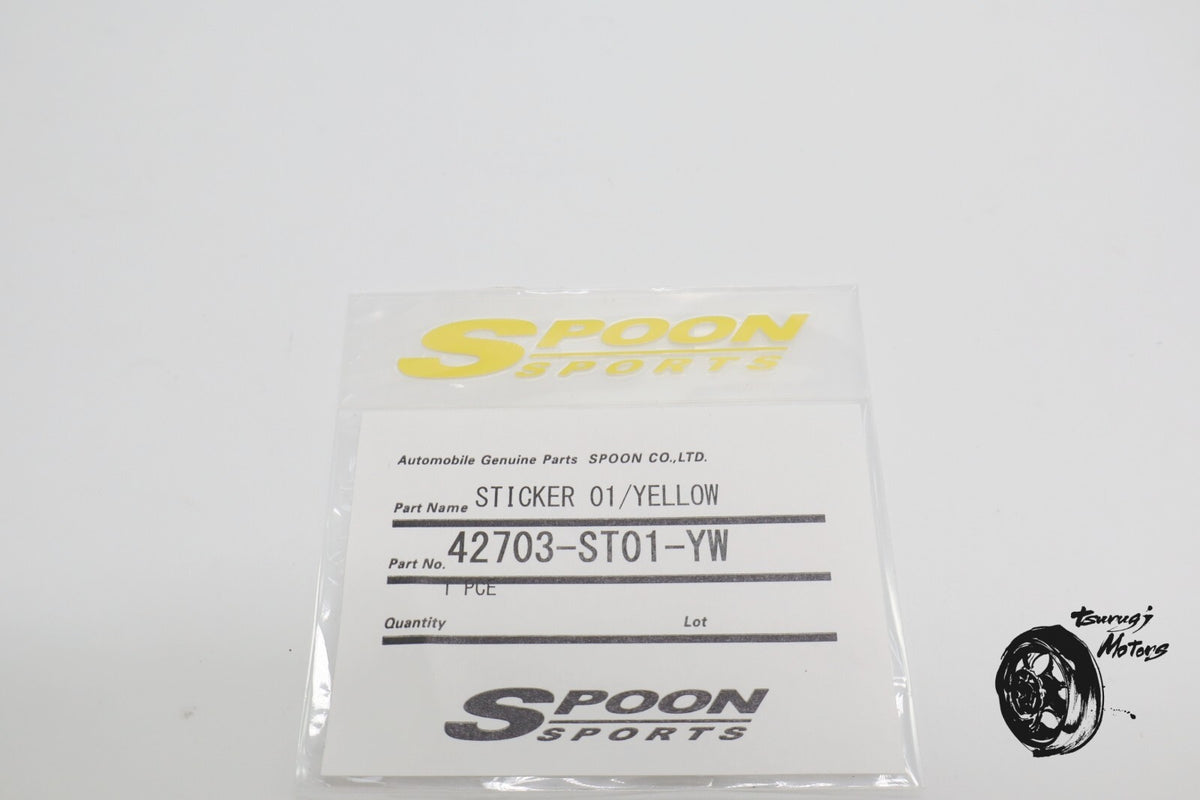 SPOON
SPORTS
Automobile Genuine Parts SPOON CO.,LTD.
Part Name STICKER 01/YELLOW
Part No. 42703-ST01-YW
1 PCE
Quantity Lot
SPOON
SPORTS
tsurugi
Motors